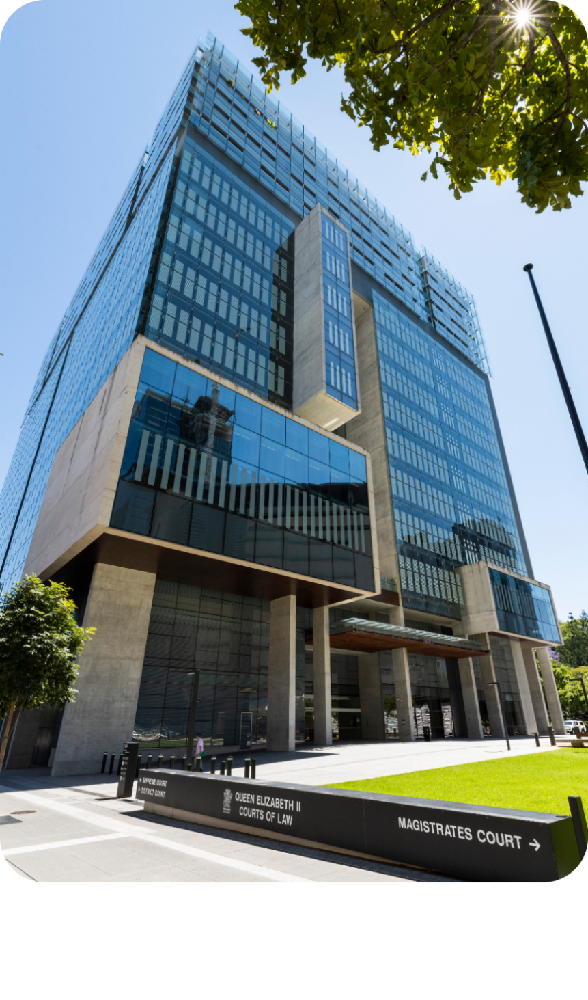 ← SUPREME COURT
← DISTRICT COURT
QUEEN ELIZABETH II
COURTS OF LAW
MAGISTRATES COURT →